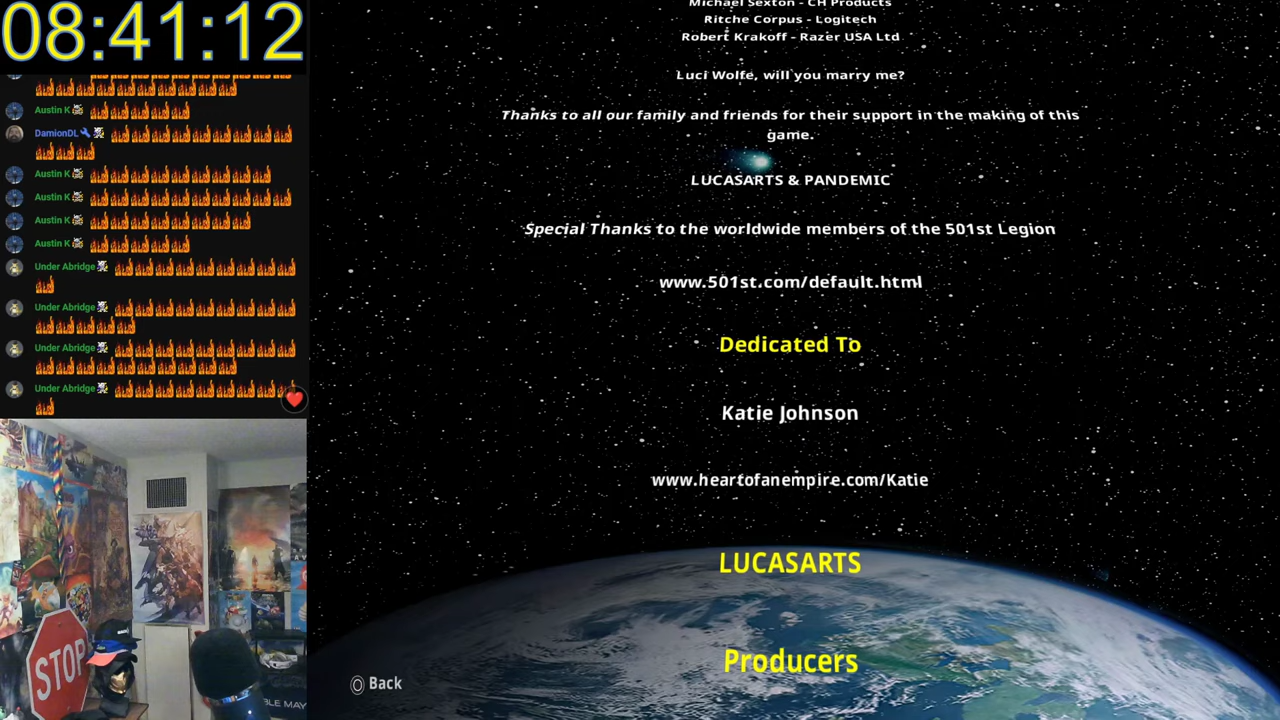 08:41:12
Austin K
DamionDL
Austin K
Austin K
Austin K
Austin K
Under Abridge
Under Abridge
Under Abridge
Under Abridge
STOP
Michael Sexton - CH Products
Ritche Corpus - Logitech
Robert Krakoff - Razer USA Ltd
Luci Wolfe, will you marry me?
Thanks to all our family and friends for their support in the making of this
game.
LUCASARTS & PANDEMIC
Special Thanks to the worldwide members of the 501st Legion
www.501st.com/default.html
Dedicated To
Katie Johnson
www.heartofanempire.com/Katie
LUCASARTS
Producers
Back